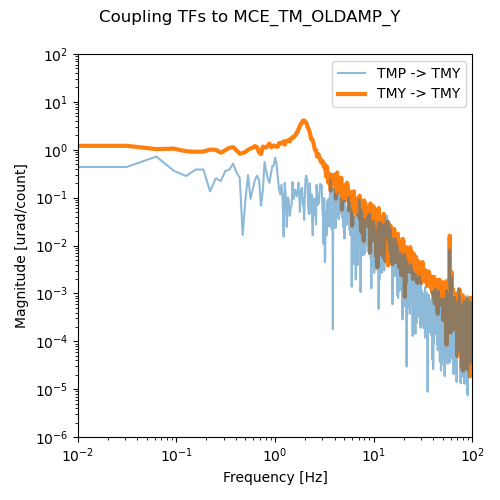 Coupling TFs to MCE_TM_OLDAMP_Y
TMP -> TMY
TMY -> TMY
Magnitude [urad/count]
10²
10¹
10⁰
10⁻¹
10⁻²
10⁻³
10⁻⁴
10⁻⁵
10⁻⁶
10⁻² 10⁻¹ 10⁰ 10¹ 10²
Frequency [Hz]